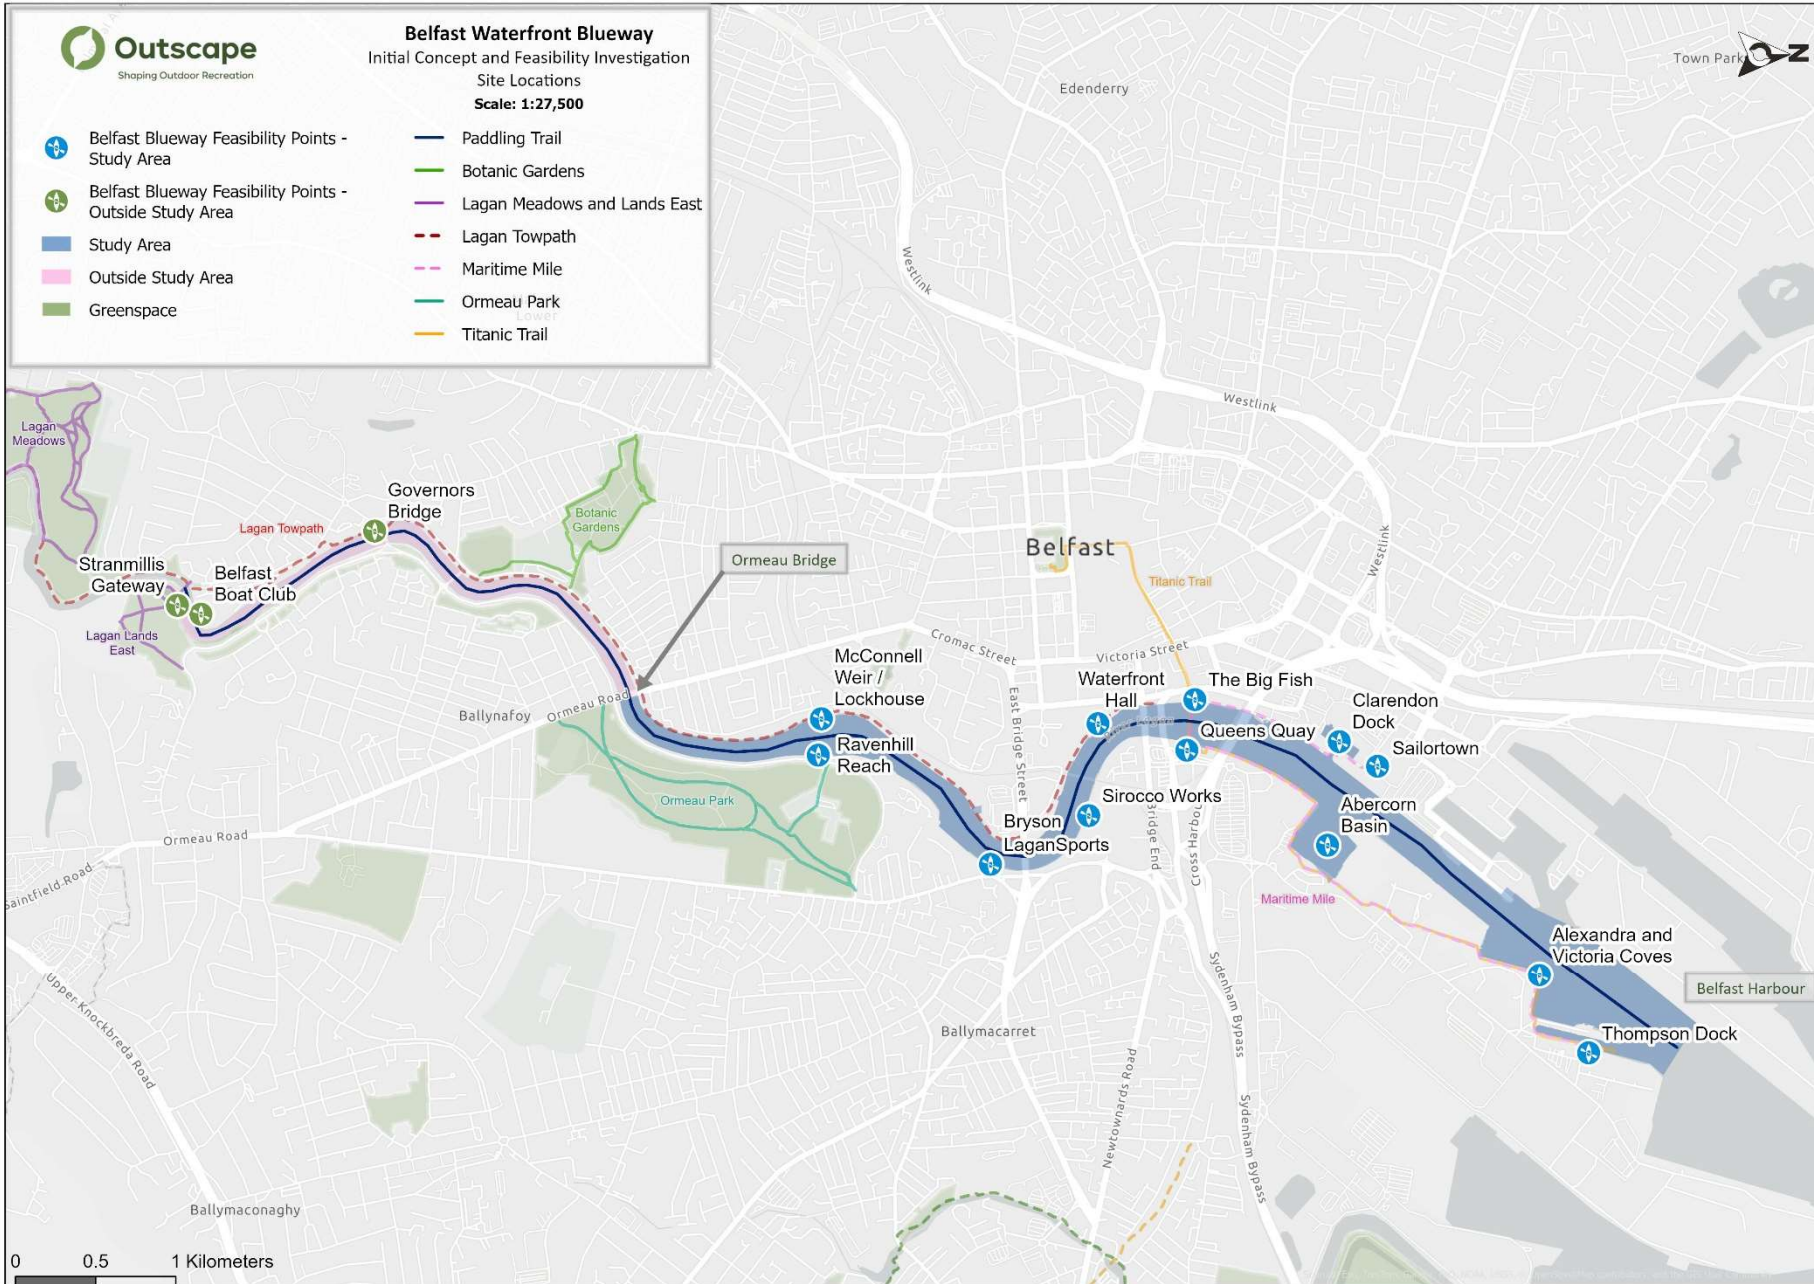 Outscape
Shaping Outdoor Recreation
Belfast Waterfront Blueway
Initial Concept and Feasibility Investigation
Site Locations
Scale: 1:27,500
Belfast Blueway Feasibility Points -
Study Area
Belfast Blueway Feasibility Points -
Outside Study Area
Study Area
Outside Study Area
Greenspace
Paddling Trail
Botanic Gardens
Lagan Meadows and Lands East
Lagan Towpath
Maritime Mile
Ormeau Park
Titanic Trail
Lower
Town Park
N
Edenderry
Westlink
Westlink
Westlink
Lagan
Meadows
Governors
Bridge
Lagan Towpath
Botanic
Gardens
Stranmillis
Gateway
Belfast
Boat Club
Lagan Lands
East
Ormeau Bridge
Belfast
Titanic Trail
Cromac Street
Victoria Street
McConnell
Weir /
Lockhouse
Waterfront
Hall
The Big Fish
Clarendon
Dock
Ballynafoy
Ormeau Road
East Bridge Street
Queens Quay
Sailortown
Ravenhill
Reach
Ormeau Park
Sirocco Works
Abercorn
Basin
Bryson
LaganSports
Bridge End
Cross Harbou
Ormeau Road
Saintfield Road
Maritime Mile
Alexandra and
Victoria Coves
Belfast Harbour
Sydenham Bypass
Upper Knockbreda Road
Ballymacarret
Thompson Dock
Newtownards Road
Sydenham Bypass
Ballymaconaghy
0 0.5 1 Kilometers